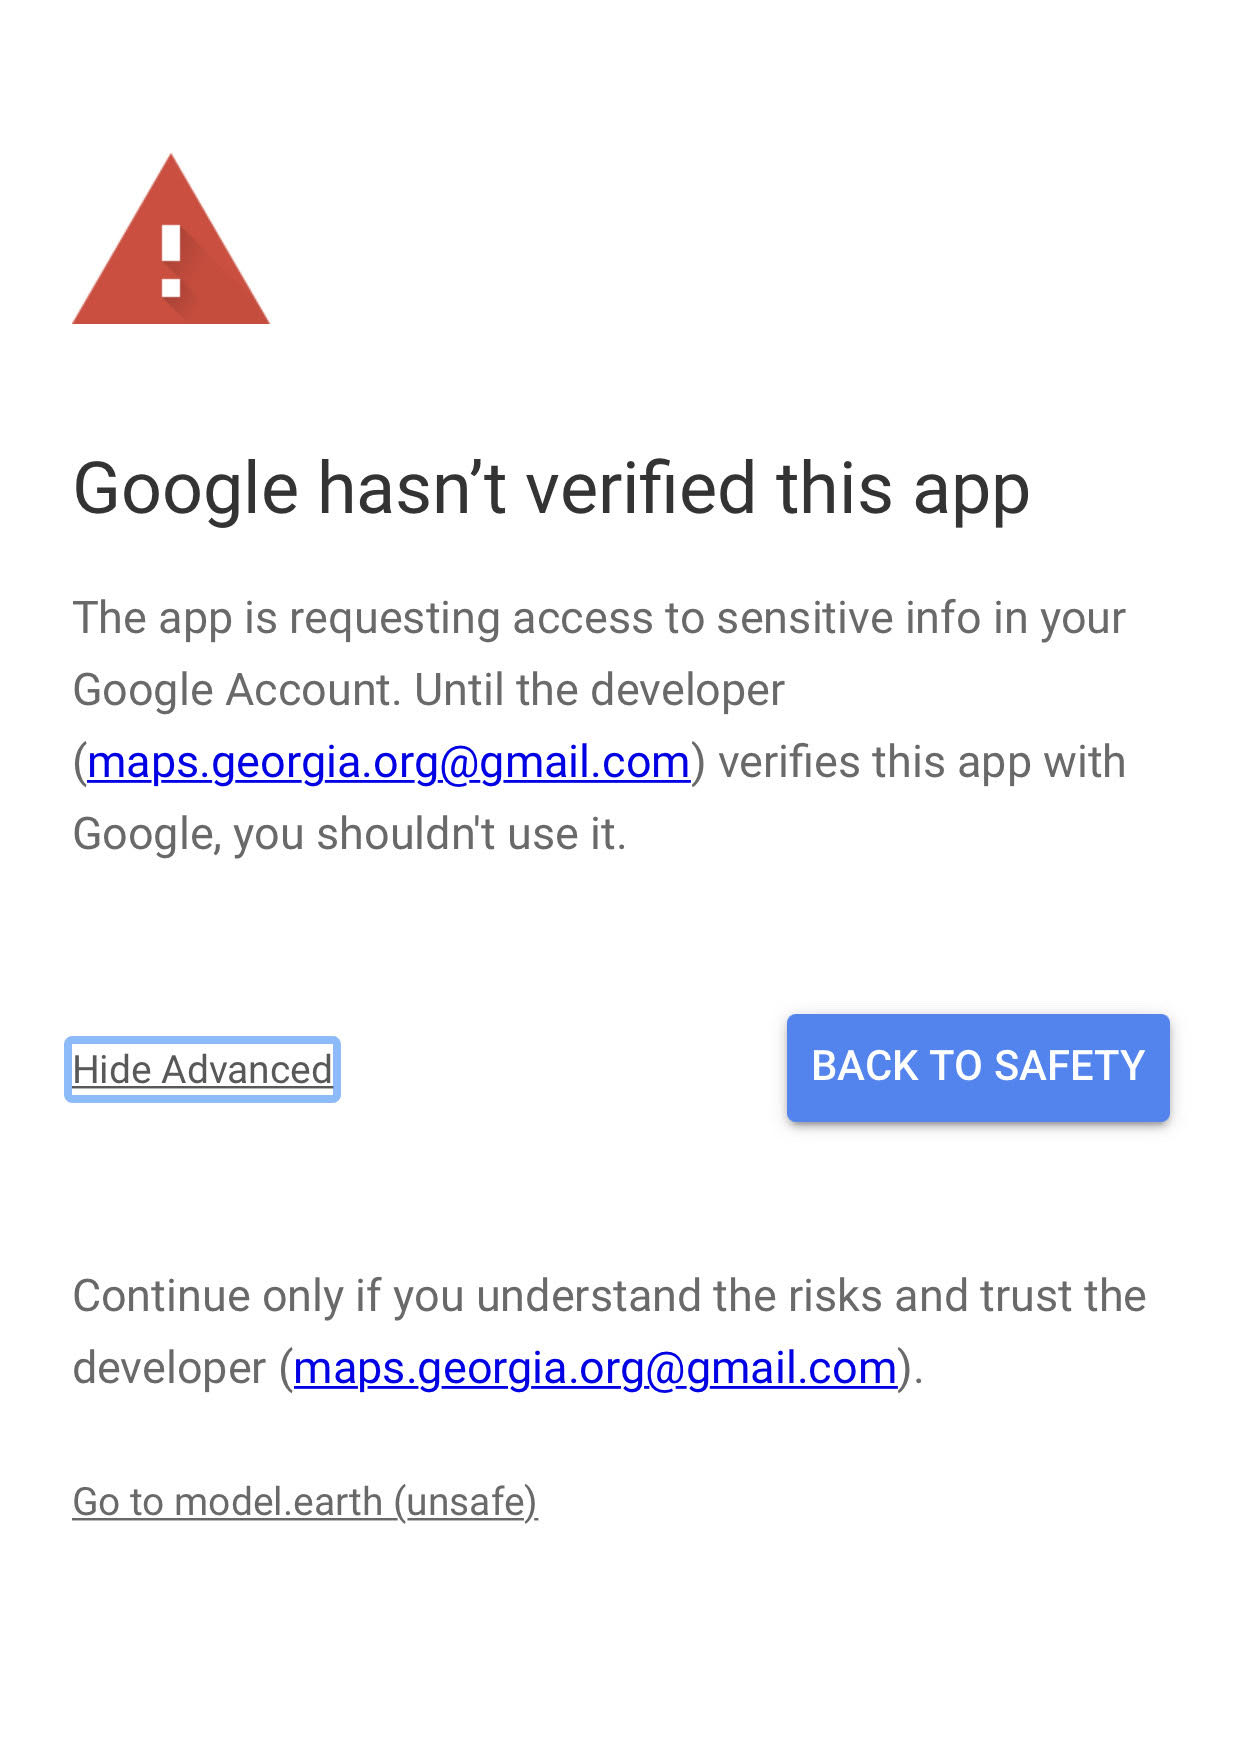 Google hasn’t verified this app
The app is requesting access to sensitive info in your
Google Account. Until the developer
(maps.georgia.org@gmail.com) verifies this app with
Google, you shouldn't use it.
Hide Advanced
BACK TO SAFETY
Continue only if you understand the risks and trust the
developer (maps.georgia.org@gmail.com).
Go to model.earth (unsafe)